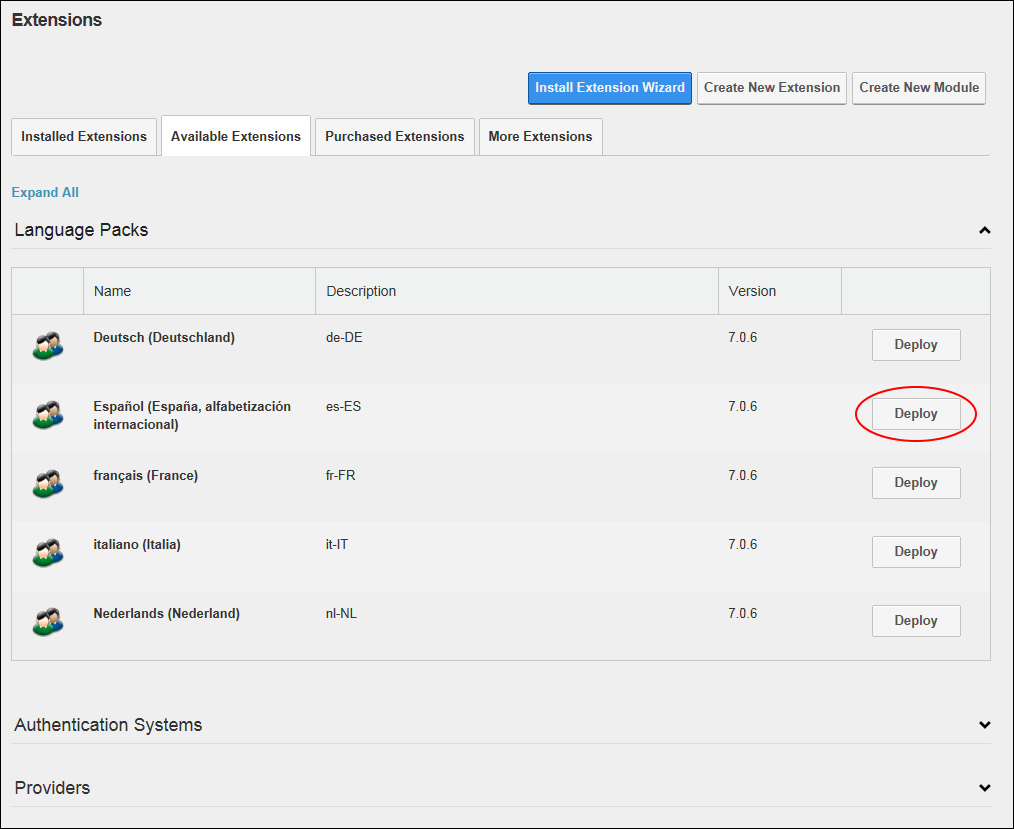 Extensions
Install Extension Wizard Create New Extension Create New Module
Installed Extensions Available Extensions Purchased Extensions More Extensions
Expand All
Language Packs
Name Description Version
Deutsch (Deutschland) de-DE 7.0.6 Deploy
Español (España, alfabetización es-ES 7.0.6 Deploy
internacional)
français (France) fr-FR 7.0.6 Deploy
italiano (Italia) it-IT 7.0.6 Deploy
Nederlands (Nederland) nl-NL 7.0.6 Deploy
Authentication Systems
Providers